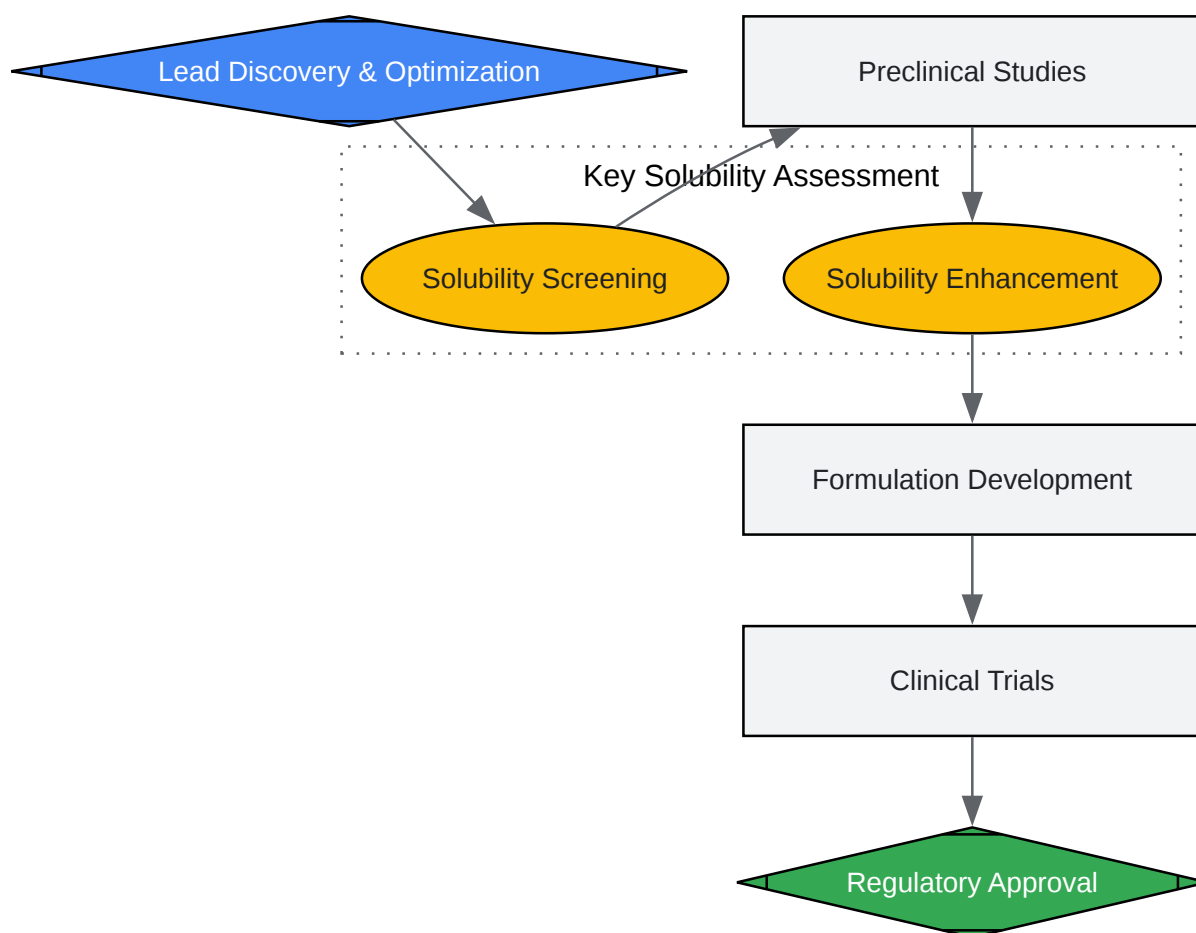 Lead Discovery & Optimization
Preclinical Studies
Key Solubility Assessment
Solubility Screening
Solubility Enhancement
Formulation Development
Clinical Trials
Regulatory Approval